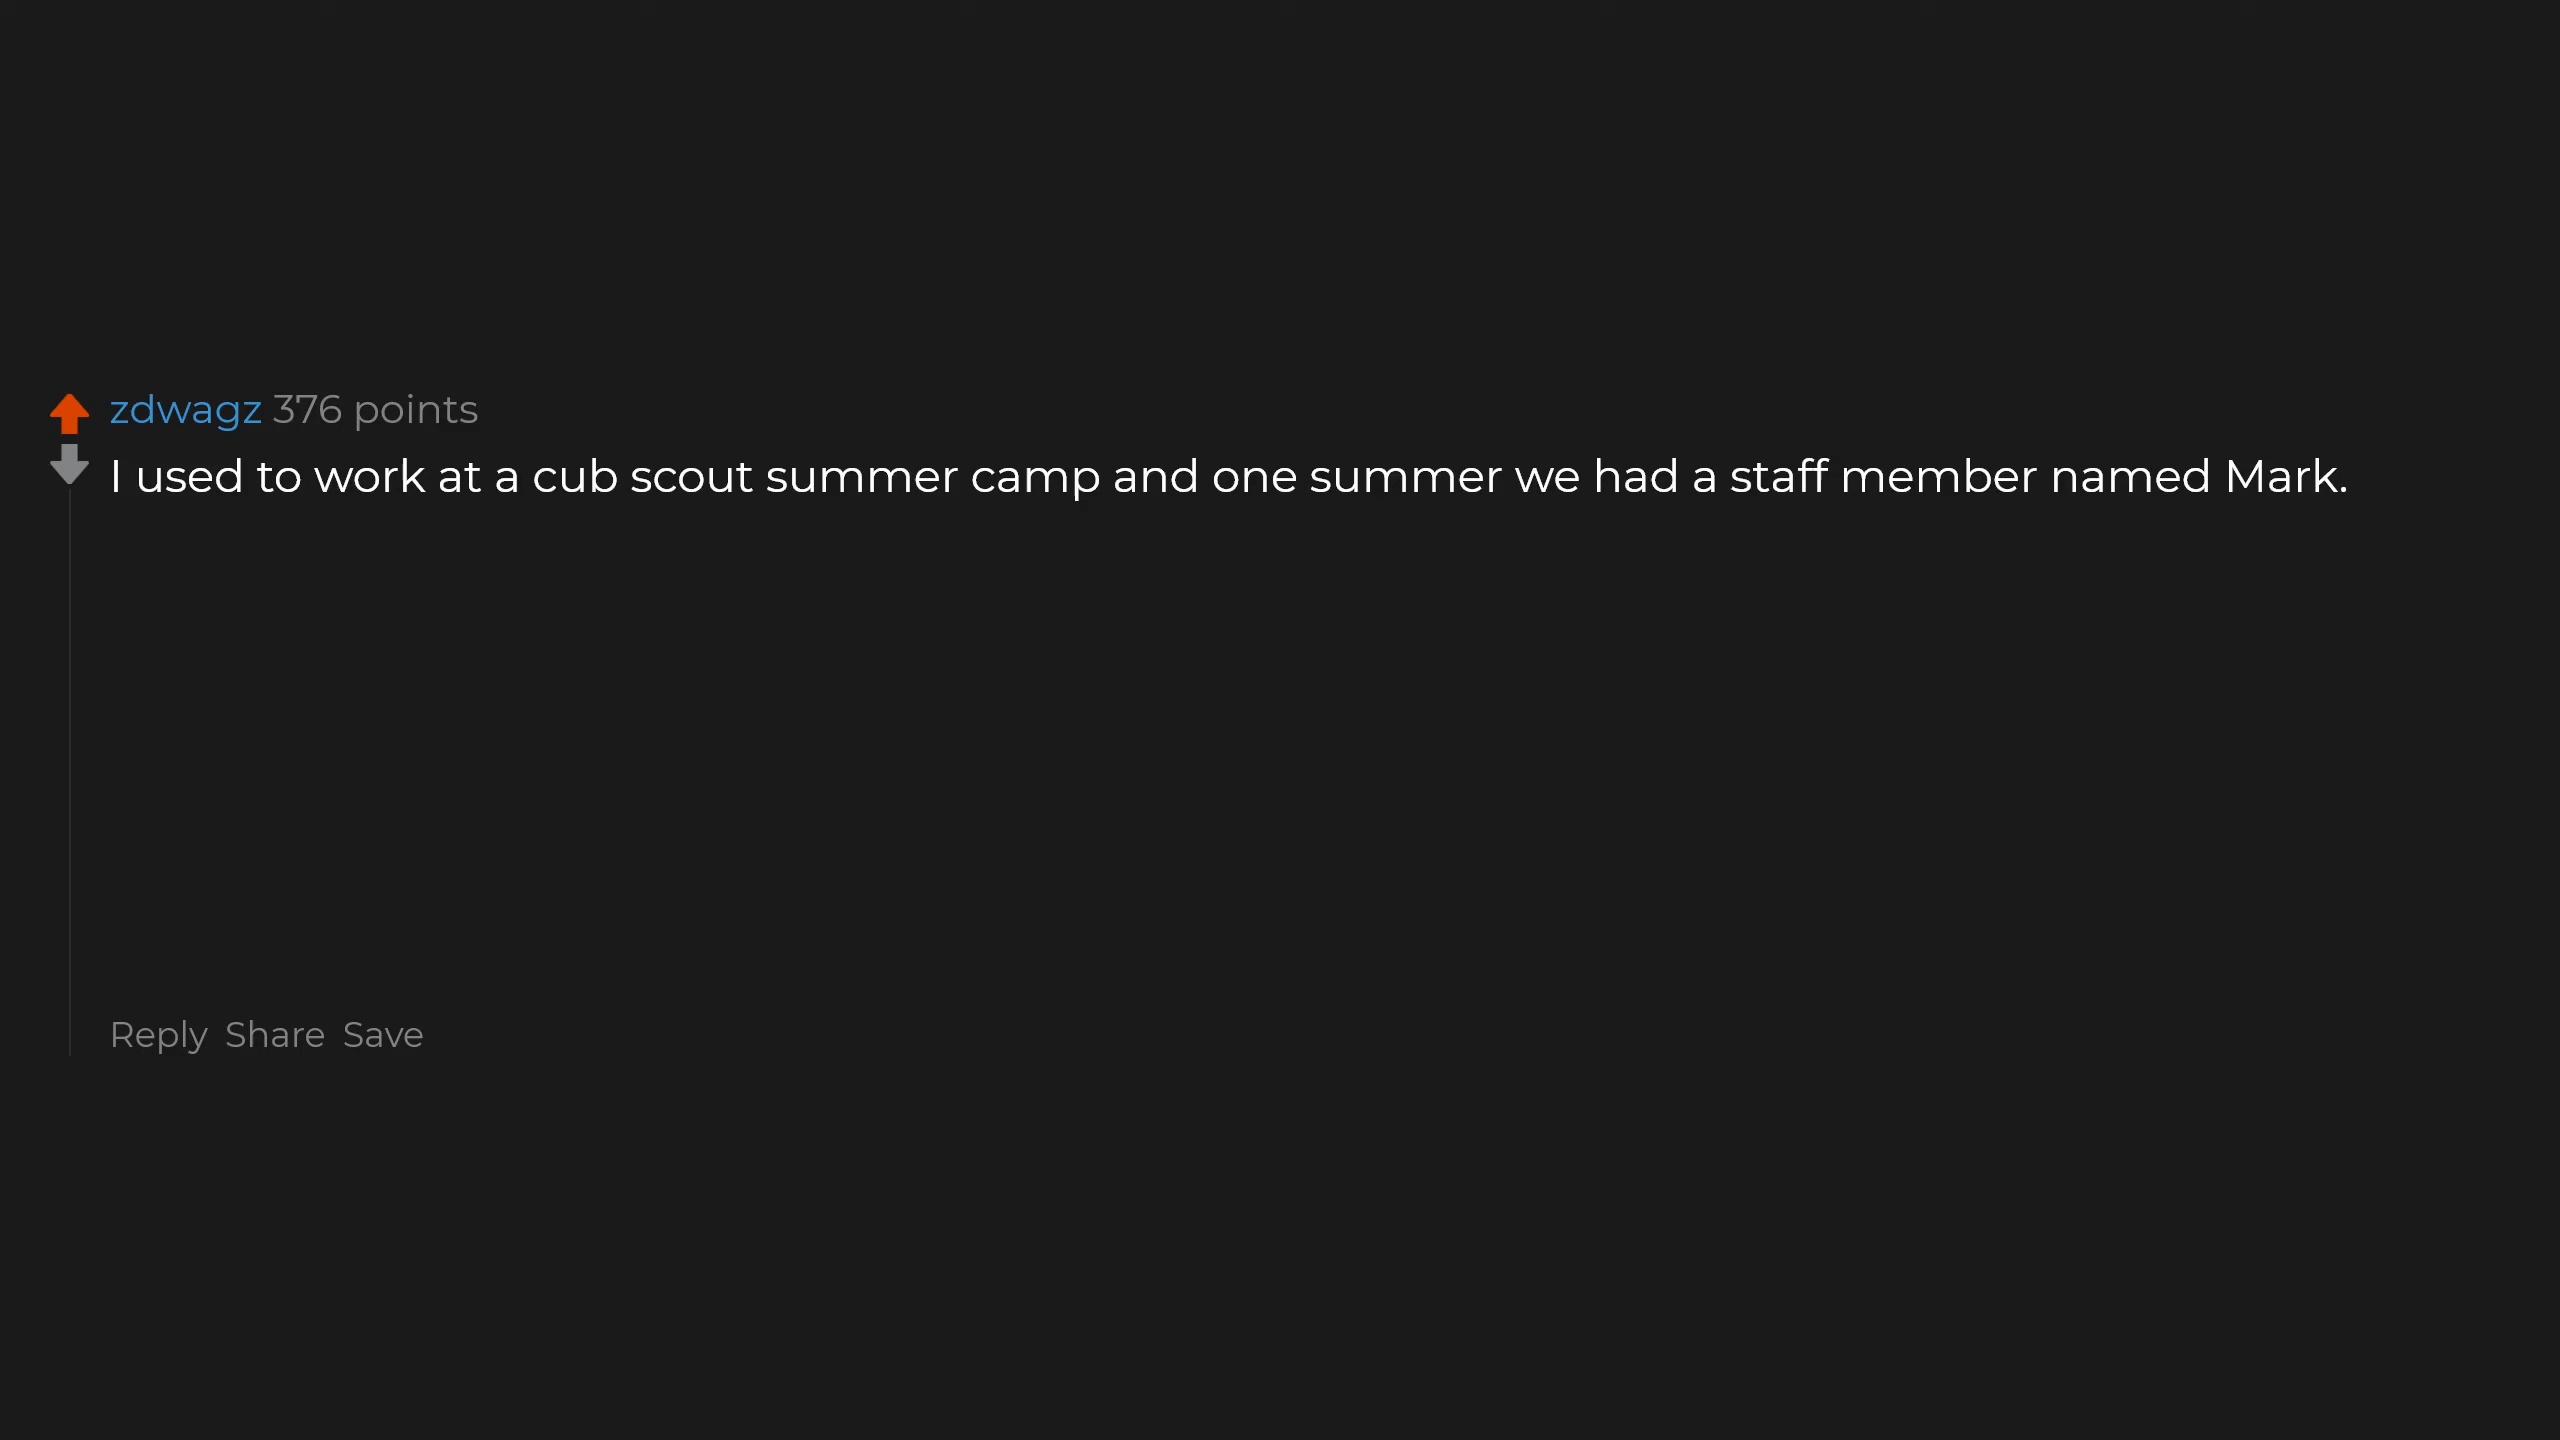 zdwagz 376 points
I used to work at a cub scout summer camp and one summer we had a staff member named Mark.
Reply Share Save